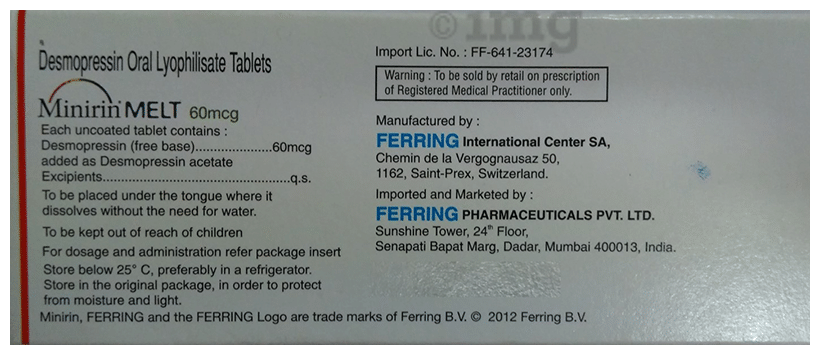 © 1mg
Desmopressin Oral Lyophilisate Tablets
Minirin® MELT 60mcg
Each uncoated tablet contains :
Desmopressin (free base)......................60mcg
added as Desmopressin acetate
Excipients.................................................q.s.
To be placed under the tongue where it
dissolves without the need for water.
To be kept out of reach of children
For dosage and administration refer package insert
Store below 25° C, preferably in a refrigerator.
Store in the original package, in order to protect
from moisture and light.
Import Lic. No. : FF-641-23174
Warning : To be sold by retail on prescription
of Registered Medical Practitioner only.
Manufactured by :
FERRING International Center SA,
Chemin de la Vergognausaz 50,
1162, Saint-Prex, Switzerland.
Imported and Marketed by :
FERRING PHARMACEUTICALS PVT. LTD.
Sunshine Tower, 24th Floor,
Senapati Bapat Marg, Dadar, Mumbai 400013, India.
Minirin, FERRING and the FERRING Logo are trade marks of Ferring B.V. © 2012 Ferring B.V.